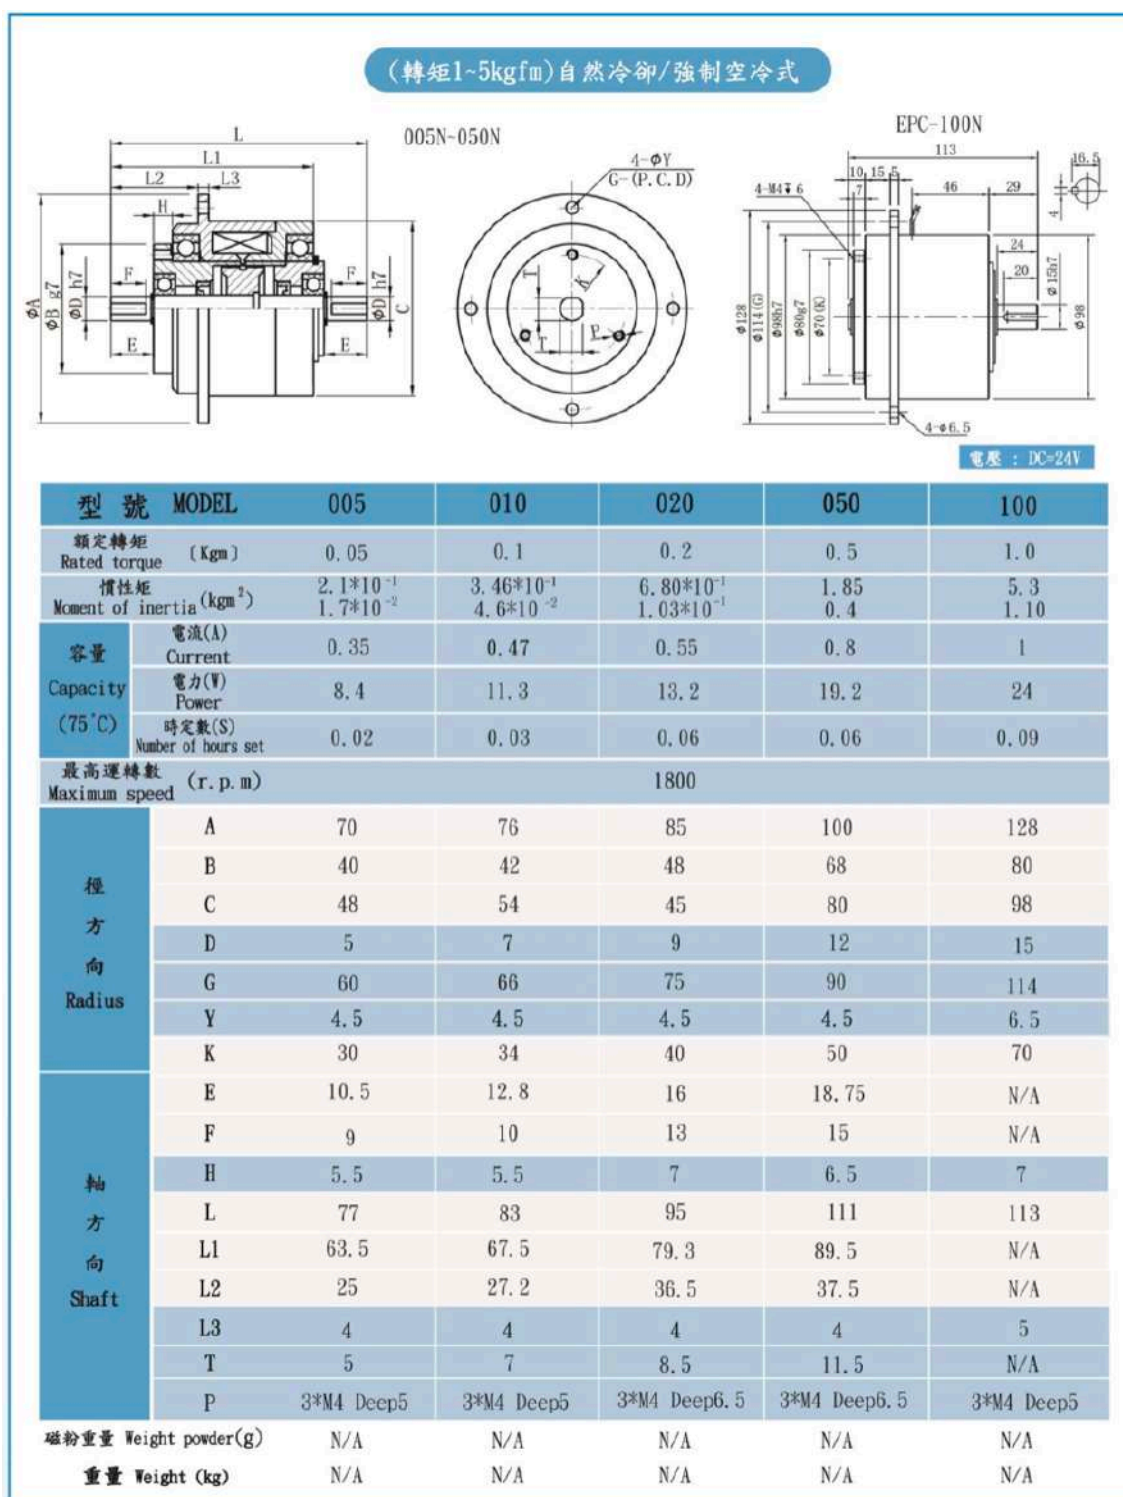 (轉矩1~5kgfm)自然冷卻/強制空冷式
005N~050N
EPC-100N
L
L1
L2
L3
H
F
F
ΦA
ΦB g7
ΦD h7
ΦD h7
C
E
E
4-ΦY
G-(P.C.D)
T
K
P
T
113
10
15
5
7
46
29
16.5
4
4-M4↧6
24
20
Φ15h7
Φ128
Φ114(G)
Φ98h7
Φ80g7
Φ70(K)
Φ98
4-Φ6.5
電壓 : DC=24V
型 號 MODEL 005 010 020 050 100
額定轉矩
Rated torque (Kgm) 0.05 0.1 0.2 0.5 1.0
慣性矩 2.1*10⁻¹ 3.46*10⁻¹ 6.80*10⁻¹ 1.85 5.3
Moment of inertia (kgm²) 1.7*10⁻² 4.6*10⁻² 1.03*10⁻¹ 0.4 1.10
容量
Capacity
(75°C)
電流(A)
Current 0.35 0.47 0.55 0.8 1
電力(W)
Power 8.4 11.3 13.2 19.2 24
時定數(S)
Number of hours set 0.02 0.03 0.06 0.06 0.09
最高運轉數
Maximum speed (r.p.m) 1800
徑
方
向
Radius
A 70 76 85 100 128
B 40 42 48 68 80
C 48 54 45 80 98
D 5 7 9 12 15
G 60 66 75 90 114
Y 4.5 4.5 4.5 4.5 6.5
K 30 34 40 50 70
軸
方
向
Shaft
E 10.5 12.8 16 18.75 N/A
F 9 10 13 15 N/A
H 5.5 5.5 7 6.5 7
L 77 83 95 111 113
L1 63.5 67.5 79.3 89.5 N/A
L2 25 27.2 36.5 37.5 N/A
L3 4 4 4 4 5
T 5 7 8.5 11.5 N/A
P 3*M4 Deep5 3*M4 Deep5 3*M4 Deep6.5 3*M4 Deep6.5 3*M4 Deep5
磁粉重量 Weight powder(g) N/A N/A N/A N/A N/A
重量 Weight (kg) N/A N/A N/A N/A N/A